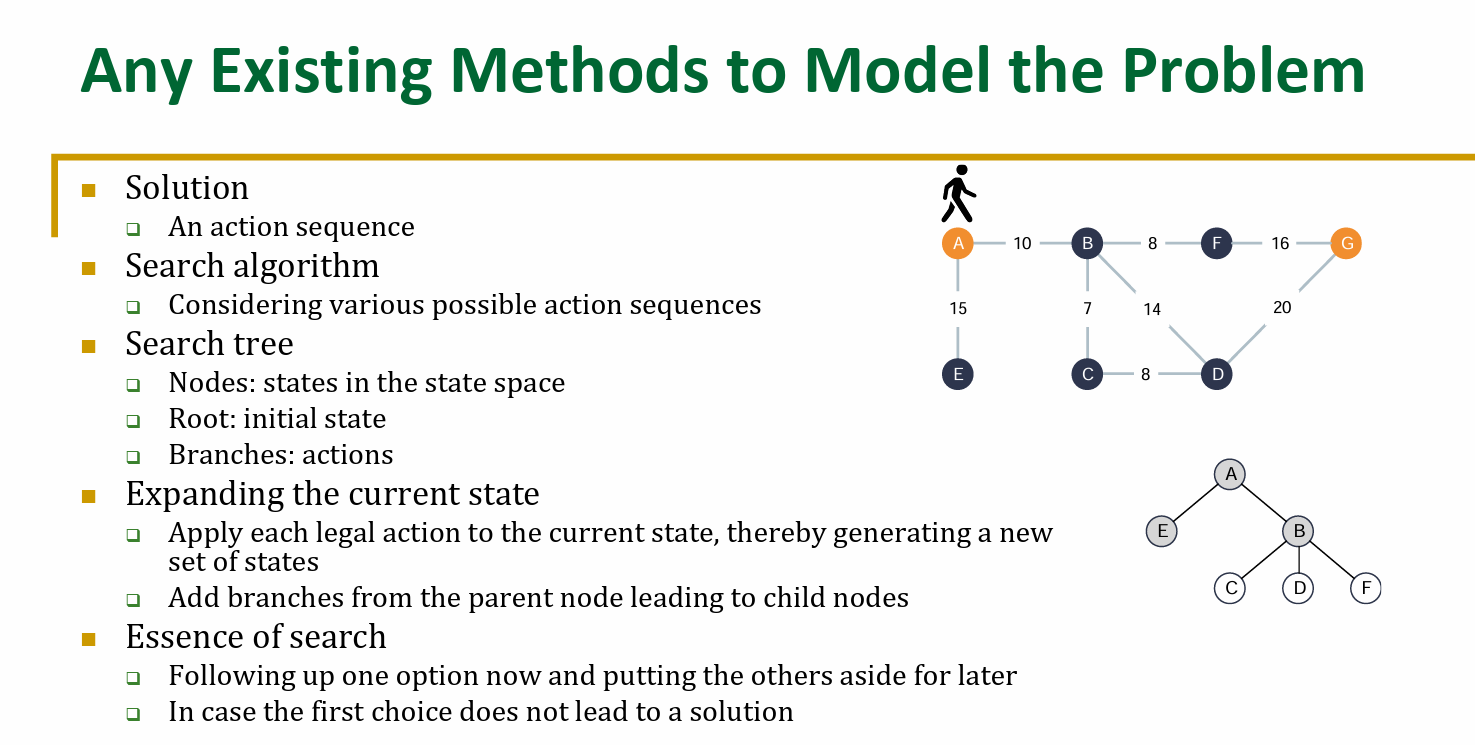 Any Existing Methods to Model the Problem
Solution
An action sequence
Search algorithm
Considering various possible action sequences
Search tree
Nodes: states in the state space
Root: initial state
Branches: actions
Expanding the current state
Apply each legal action to the current state, thereby generating a new
set of states
Add branches from the parent node leading to child nodes
Essence of search
Following up one option now and putting the others aside for later
In case the first choice does not lead to a solution
A 10 B 8 F 16 G
15 7 14 20
E C 8 D
A
E B
C D F